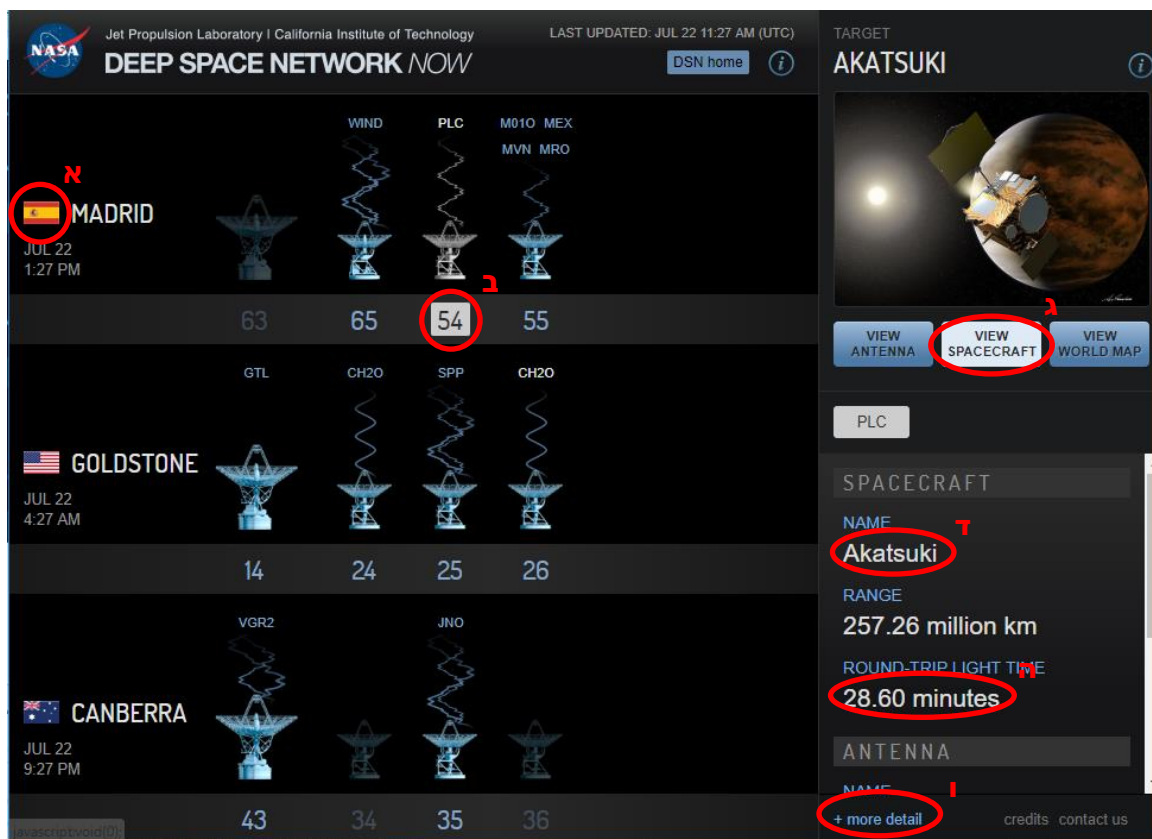 NASA
Jet Propulsion Laboratory | California Institute of Technology
DEEP SPACE NETWORK NOW
LAST UPDATED: JUL 22 11:27 AM (UTC)
DSN home
i
WIND
PLC
M01O MEX
MVN MRO
א
MADRID
JUL 22
1:27 PM
ב
63
65
54
55
GTL
CH2O
SPP
CH2O
GOLDSTONE
JUL 22
4:27 AM
14
24
25
26
VGR2
JNO
CANBERRA
JUL 22
9:27 PM
43
34
35
36
javascript:void(0);
TARGET
AKATSUKI
i
ג
VIEW ANTENNA
VIEW SPACECRAFT
VIEW WORLD MAP
PLC
SPACECRAFT
NAME
ד
Akatsuki
RANGE
257.26 million km
ROUND-TRIP LIGHT TIME
ה
28.60 minutes
ANTENNA
NAME
ו
+ more detail
credits
contact us